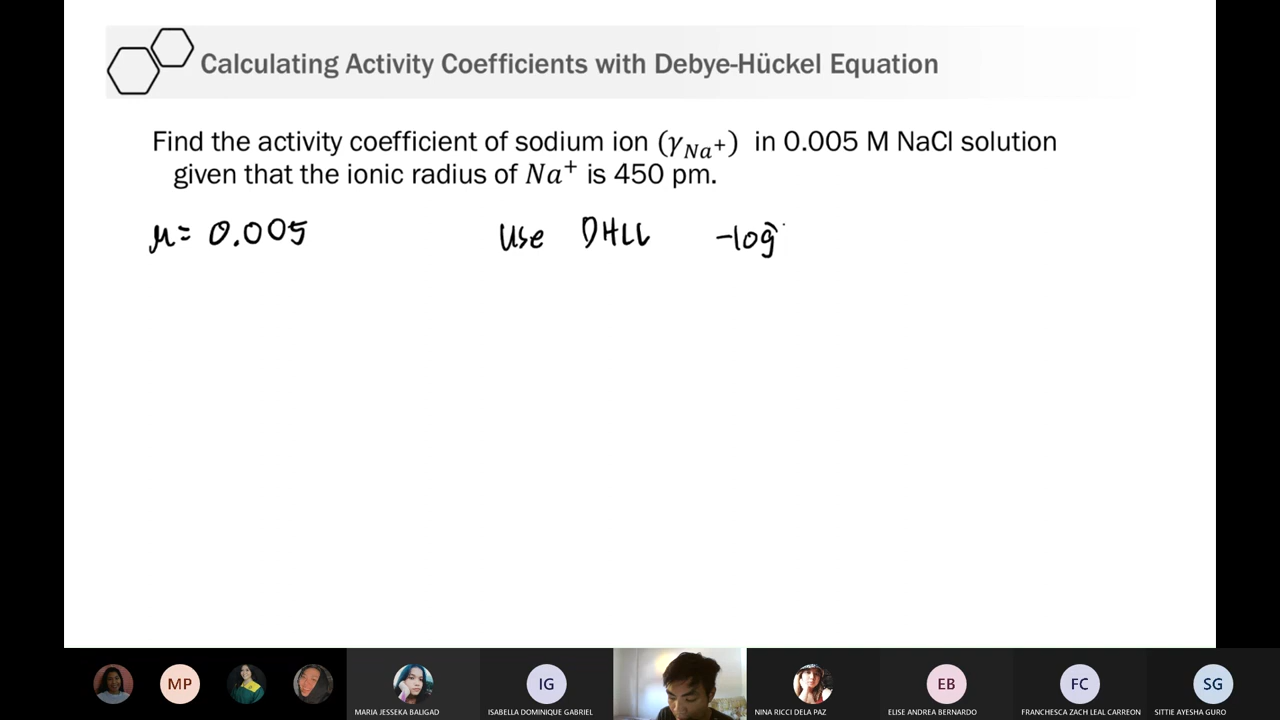 Calculating Activity Coefficients with Debye-Hückel Equation
Find the activity coefficient of sodium ion (γ_Na⁺) in 0.005 M NaCl solution
given that the ionic radius of Na⁺ is 450 pm.
μ= 0.005 use DHLL -log
MP IG EB FC SG
MARIA JESSEKA BALIGAD ISABELLA DOMINIQUE GABRIEL NINA RICCI DELA PAZ ELISE ANDREA BERNARDO FRANCHESCA ZACH LEAL CARREON SITTIE AYESHA GURO